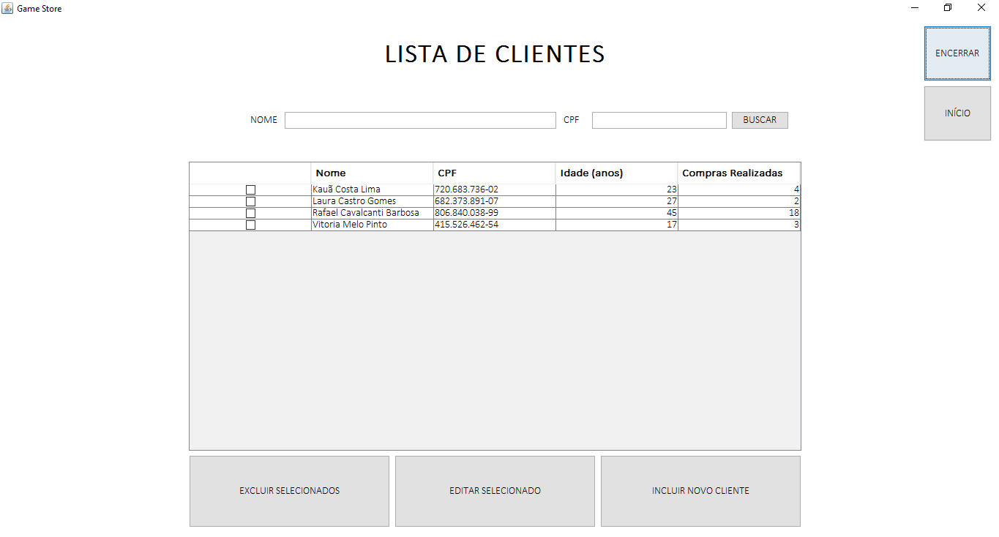 Game Store
LISTA DE CLIENTES
ENCERRAR
INÍCIO
NOME CPF BUSCAR
Nome CPF Idade (anos) Compras Realizadas
Kauã Costa Lima 720.683.736-02 23 4
Laura Castro Gomes 682.373.891-07 27 2
Rafael Cavalcanti Barbosa 806.840.038-99 45 18
Vitoria Melo Pinto 415.526.462-54 17 3
EXCLUIR SELECIONADOS EDITAR SELECIONADO INCLUIR NOVO CLIENTE